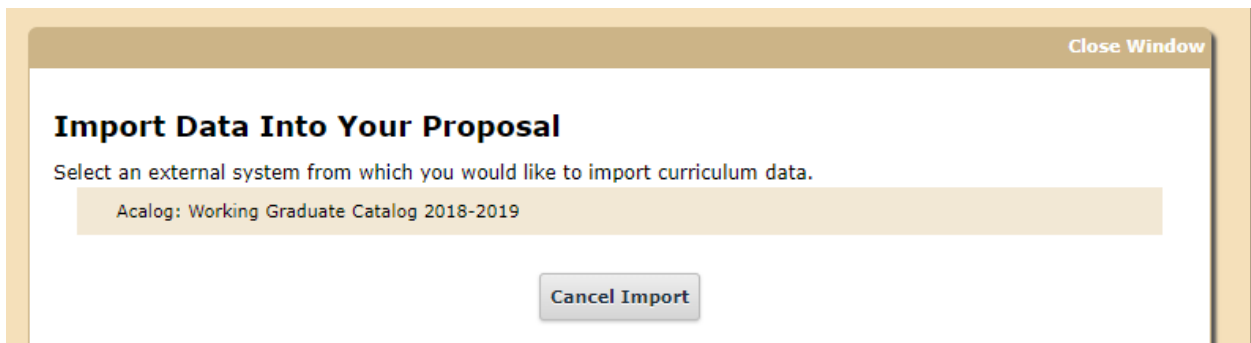 Close Window
Import Data Into Your Proposal
Select an external system from which you would like to import curriculum data.
Acalog: Working Graduate Catalog 2018-2019
Cancel Import